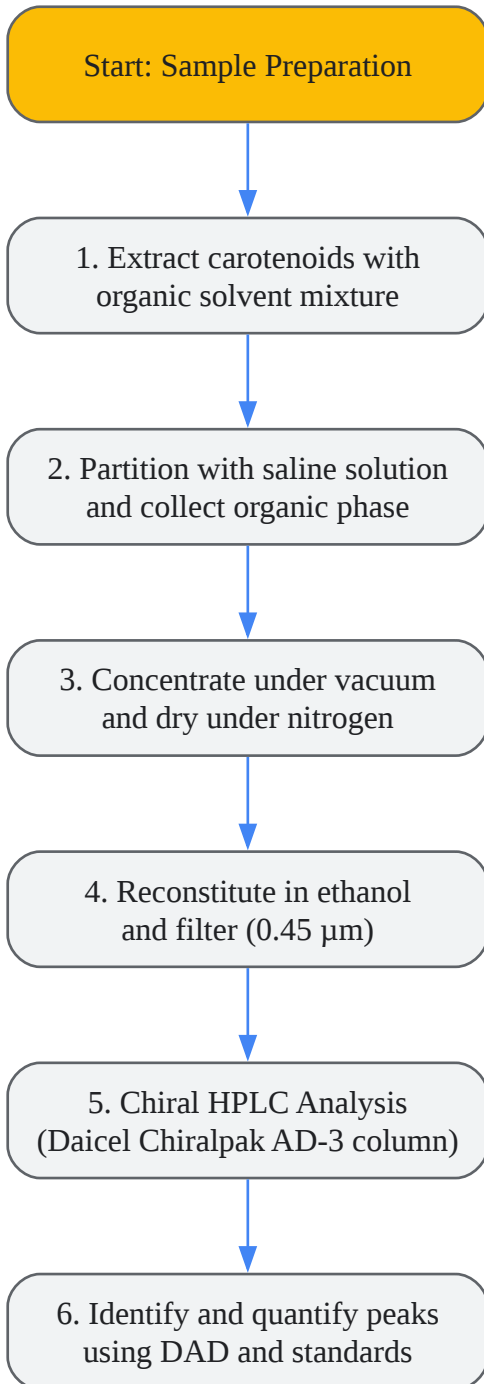 Start: Sample Preparation
1. Extract carotenoids with
organic solvent mixture
2. Partition with saline solution
and collect organic phase
3. Concentrate under vacuum
and dry under nitrogen
4. Reconstitute in ethanol
and filter (0.45 µm)
5. Chiral HPLC Analysis
(Daicel Chiralpak AD-3 column)
6. Identify and quantify peaks
using DAD and standards